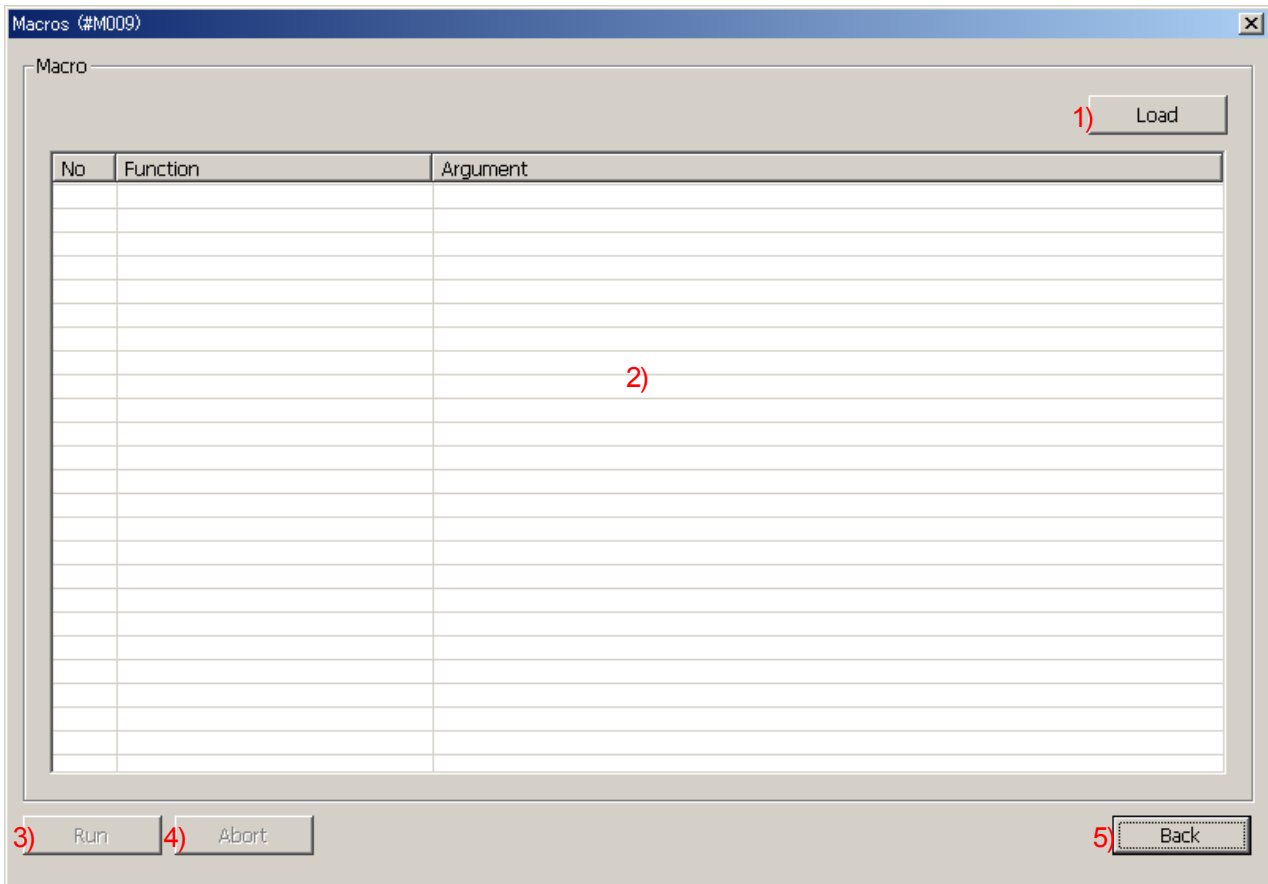 Macros (#M009)
Macro
1) Load
No Function Argument
2)
3) Run 4) Abort 5) Back